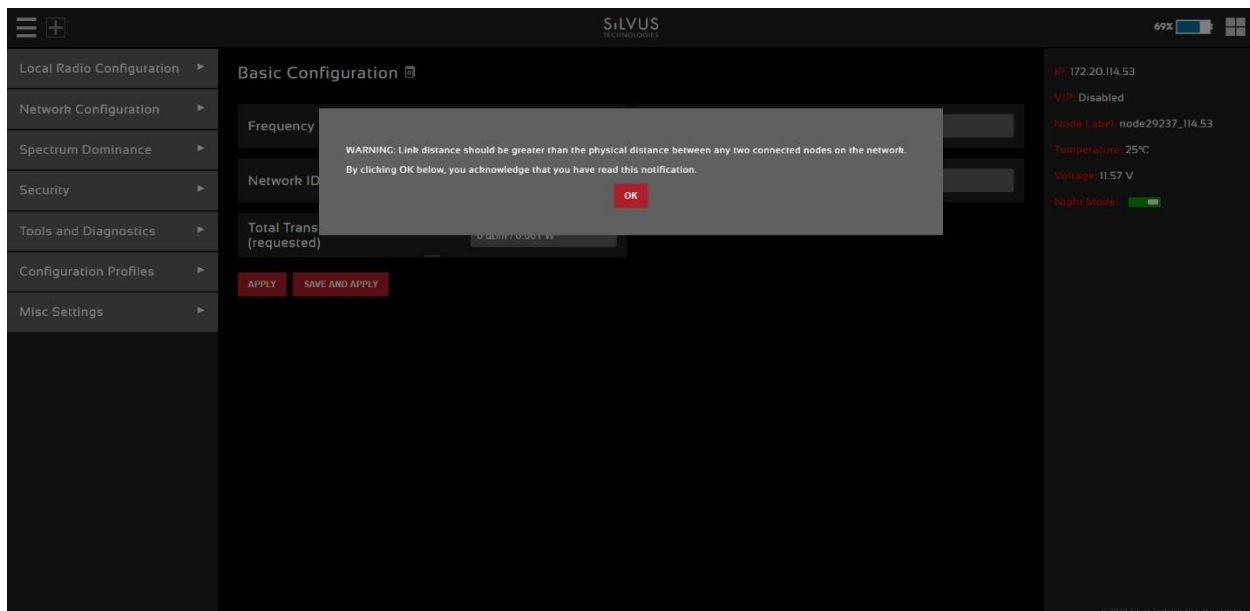 SiLVUS
TECHNOLOGIES
69%
Local Radio Configuration
Network Configuration
Spectrum Dominance
Security
Tools and Diagnostics
Configuration Profiles
Misc Settings
Basic Configuration
Frequency
Network ID
Total Trans
(requested)
0 dBm / 0.001 W
WARNING: Link distance should be greater than the physical distance between any two connected nodes on the network.
By clicking OK below, you acknowledge that you have read this notification.
OK
APPLY
SAVE AND APPLY
IP: 172.20.114.53
VIP: Disabled
Node Label: node29237_114.53
Temperature: 25°C
Voltage: 11.57 V
Night Mode: